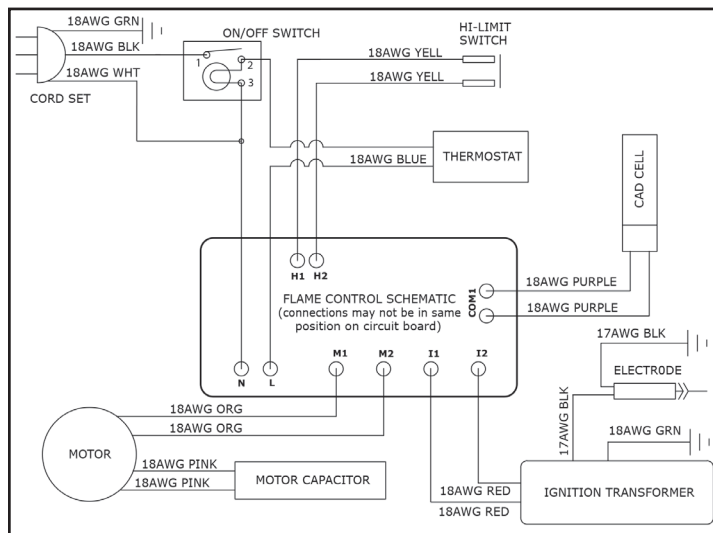 18AWG GRN
18AWG BLK
18AWG WHT
CORD SET
ON/OFF SWITCH
1
2
3
HI-LIMIT
SWITCH
18AWG YELL
18AWG YELL
18AWG BLUE
THERMOSTAT
CAD CELL
H1
H2
FLAME CONTROL SCHEMATIC
(connections may not be in same
position on circuit board)
COM1
18AWG PURPLE
18AWG PURPLE
N
L
M1
M2
I1
I2
17AWG BLK
ELECTRODE
17AWG BLK
18AWG GRN
18AWG ORG
18AWG ORG
MOTOR
18AWG PINK
18AWG PINK
MOTOR CAPACITOR
18AWG RED
18AWG RED
IGNITION TRANSFORMER